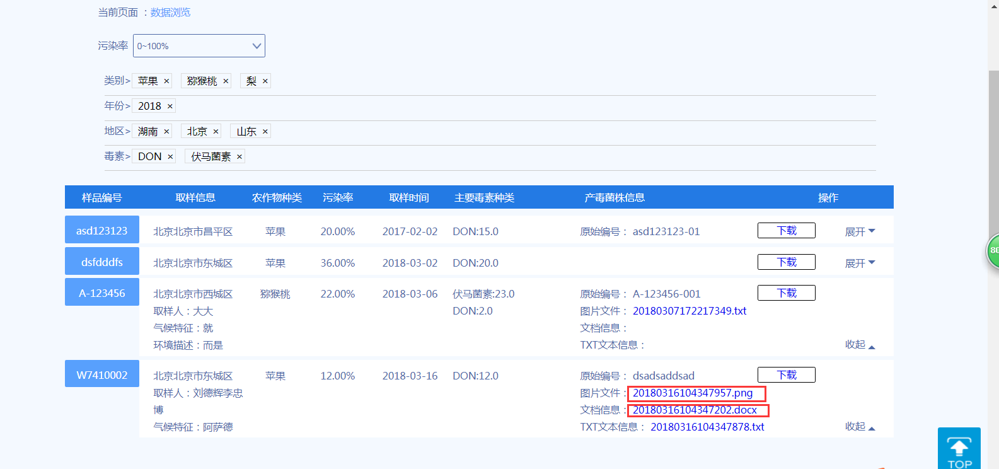 当前页面 ：数据浏览
污染率 0~100%
类别> 苹果 × 猕猴桃 × 梨 ×
年份> 2018 ×
地区> 湖南 × 北京 × 山东 ×
毒素> DON × 伏马菌素 ×
样品编号 取样信息 农作物种类 污染率 取样时间 主要毒素种类 产毒菌株信息 操作
asd123123 北京北京市昌平区 苹果 20.00% 2017-02-02 DON:15.0 原始编号： asd123123-01 下载 展开
dsfdddfs 北京北京市东城区 苹果 36.00% 2018-03-02 DON:20.0 下载 展开
A-123456 北京北京市西城区 猕猴桃 22.00% 2018-03-06 伏马菌素:23.0 原始编号： A-123456-001 下载
取样人：大大 DON:2.0 图片文件： 20180307172217349.txt
气候特征：就 文档信息：
环境描述：而是 TXT文本信息： 收起
W7410002 北京北京市东城区 苹果 12.00% 2018-03-16 DON:12.0 原始编号： dsadsaddsad 下载
取样人：刘德辉李忠 图片文件： 20180316104347957.png
博 文档信息： 20180316104347202.docx
气候特征：阿萨德 TXT文本信息： 20180316104347878.txt 收起
80
TOP